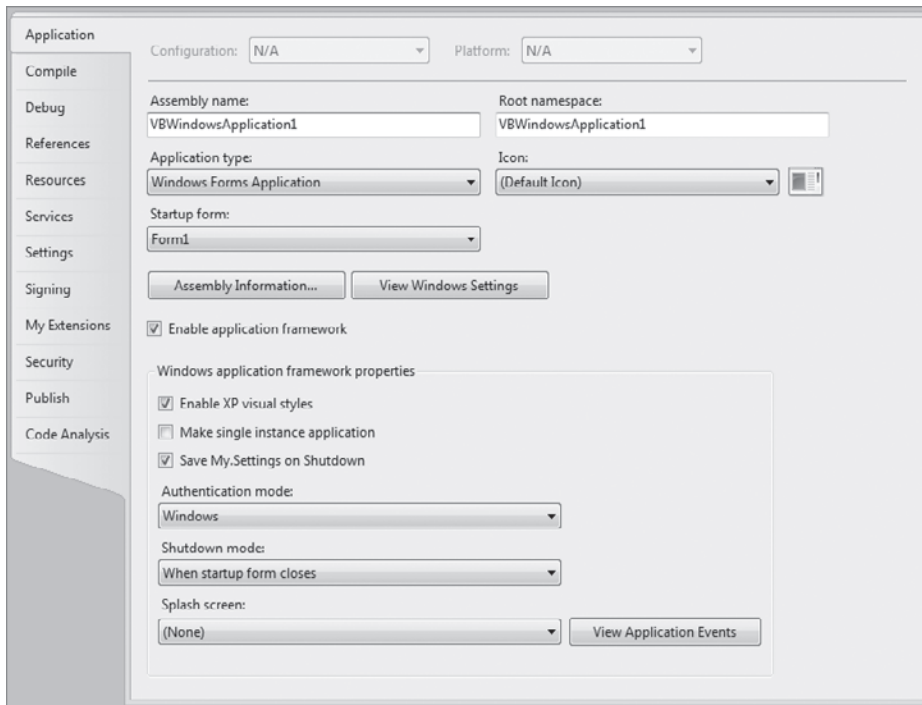 Application
Compile
Debug
References
Resources
Services
Settings
Signing
My Extensions
Security
Publish
Code Analysis
Configuration: N/A Platform: N/A
Assembly name: Root namespace:
VBWindowsApplication1 VBWindowsApplication1
Application type: Icon:
Windows Forms Application (Default Icon)
Startup form:
Form1
Assembly Information... View Windows Settings
Enable application framework
Windows application framework properties
Enable XP visual styles
Make single instance application
Save My.Settings on Shutdown
Authentication mode:
Windows
Shutdown mode:
When startup form closes
Splash screen:
(None) View Application Events